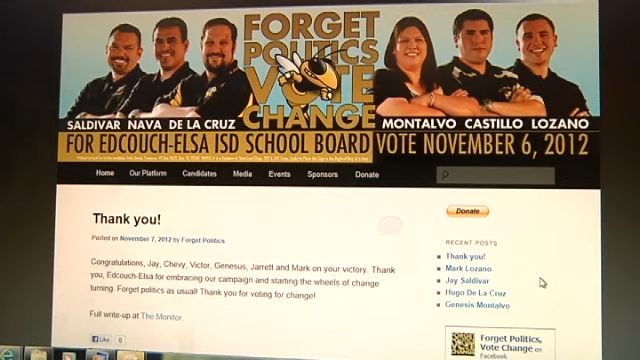 FORGET
POLITICS
VOTE
CHANGE
SALDIVAR NAVA DE LA CRUZ
MONTALVO CASTILLO LOZANO
FOR EDCOUCH-ELSA ISD SCHOOL BOARD VOTE NOVEMBER 6, 2012
Home Our Platform Candidates Media Events Sponsors Donate
Thank you!
Posted on November 7, 2012 by Forget Politics
Congratulations, Jay, Chevy, Victor, Genesus, Jarrett and Mark on your victory. Thank
you, Edcouch-Elsa for embracing our campaign and starting the wheels of change
turning. Forget politics as usual! Thank you for voting for change!
Full write-up at The Monitor.
Like 0
Donate
RECENT POSTS
Thank you!
Mark Lozano
Jay Saldivar
Hugo De La Cruz
Genesis Montalvo
Forget Politics,
Vote Change on
Facebook